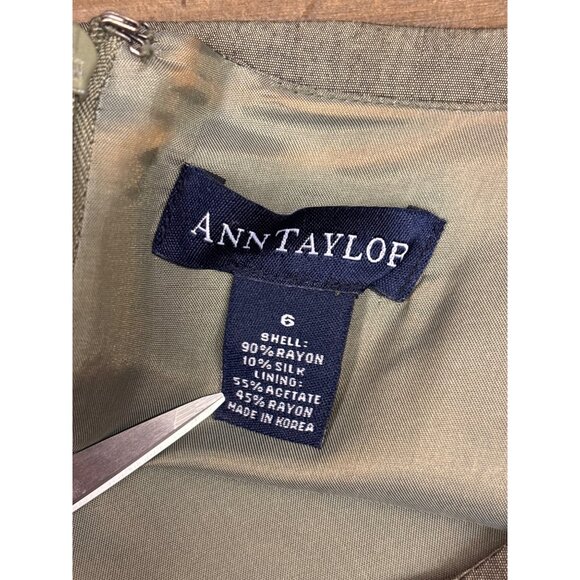 ANNTAYLOR
6
SHELL:
90% RAYON
10% SILK
LINING:
55% ACETATE
45% RAYON
MADE IN KOREA